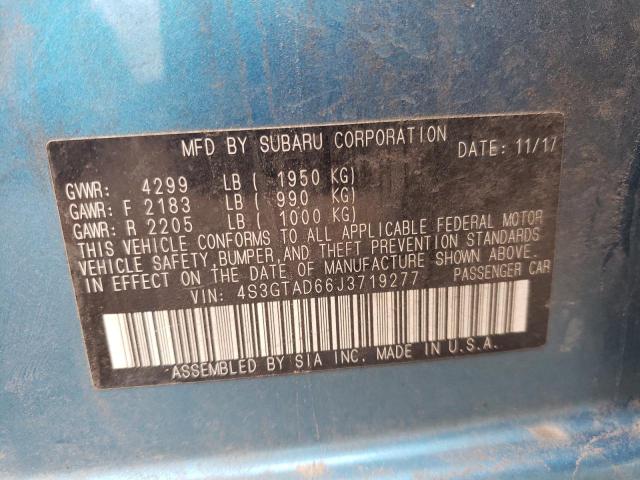 MFD BY SUBARU CORPORATION DATE: 11/17
GVWR: 4299 LB ( 1950 KG)
GAWR: F 2183 LB ( 990 KG)
GAWR: R 2205 LB ( 1000 KG)
THIS VEHICLE CONFORMS TO ALL APPLICABLE FEDERAL MOTOR
VEHICLE SAFETY, BUMPER, AND THEFT PREVENTION STANDARDS
IN EFFECT ON THE DATE OF MANUFACTURE SHOWN ABOVE.
VIN: 4S3GTAD66J3719277 PASSENGER CAR
ASSEMBLED BY SIA INC. MADE IN U.S.A.